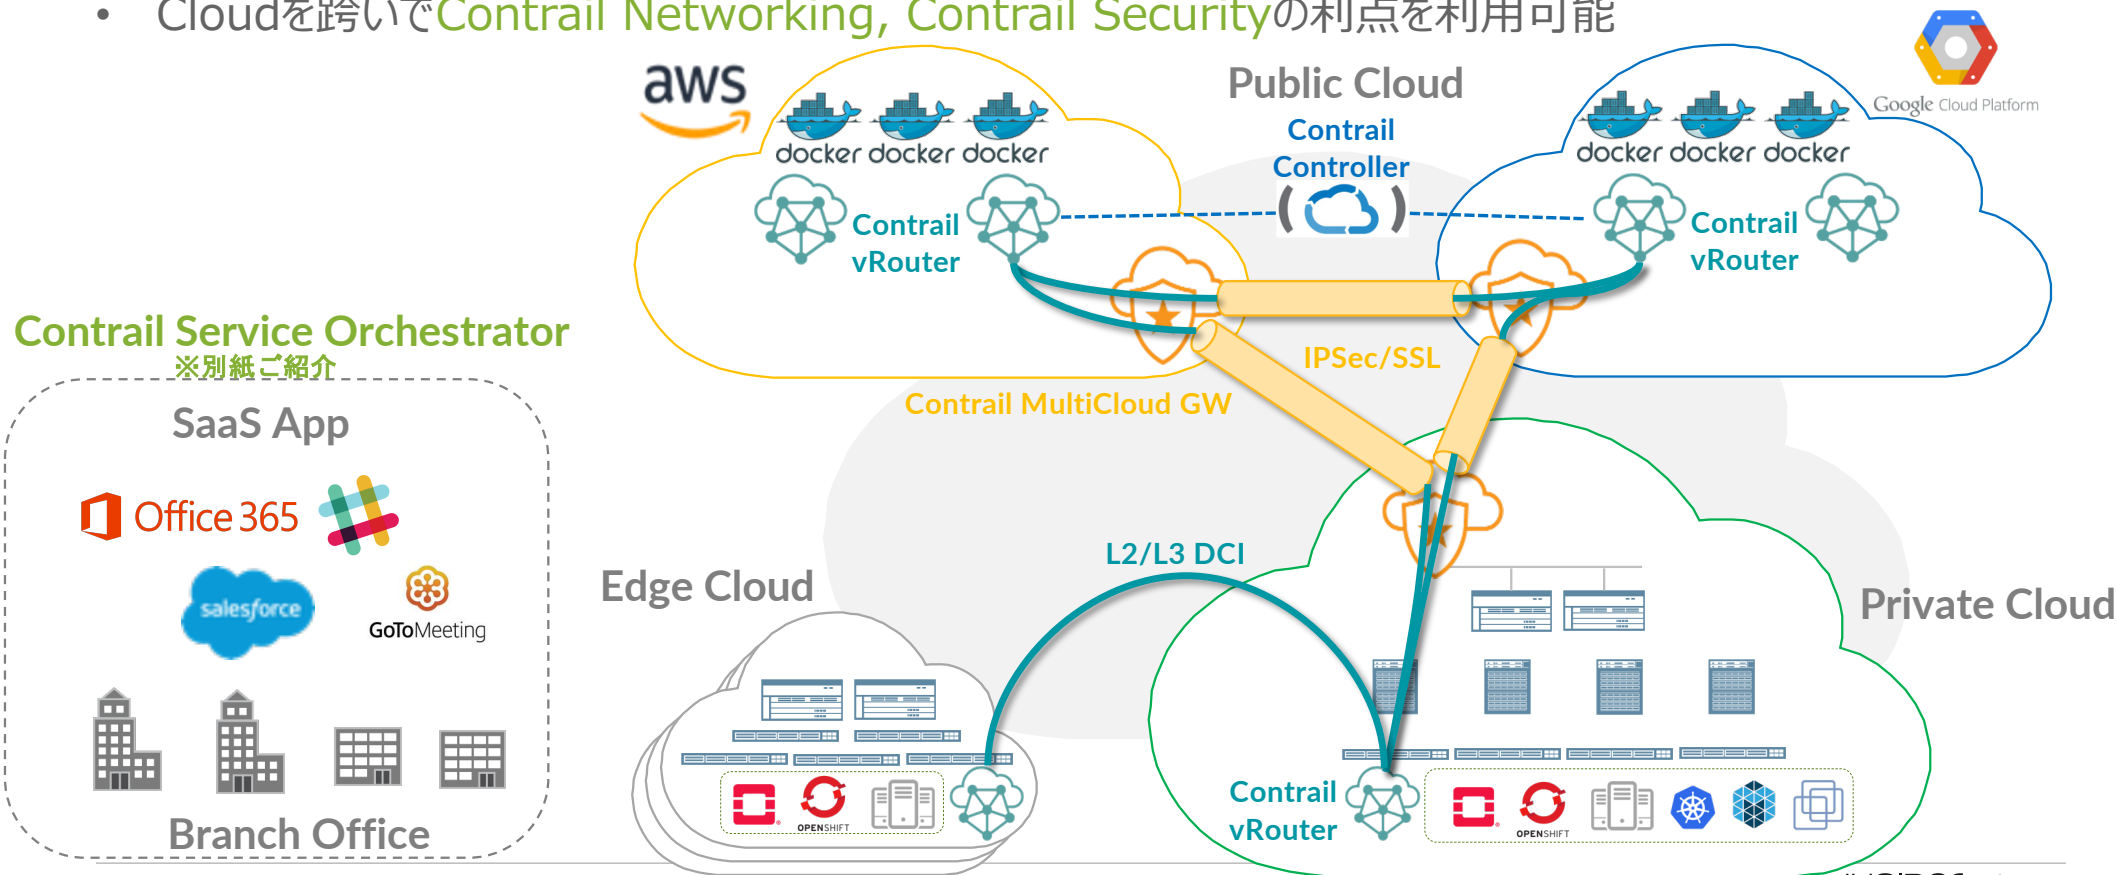 • Cloudを跨いでContrail Networking, Contrail Securityの利点を利用可能
aws
Public Cloud
Google Cloud Platform
Contrail
Controller
docker docker docker
docker docker docker
Contrail
vRouter
Contrail
vRouter
Contrail Service Orchestrator
※別紙ご紹介
IPSec/SSL
Contrail MultiCloud GW
SaaS App
Office 365
salesforce
GoToMeeting
Branch Office
L2/L3 DCI
Edge Cloud
Private Cloud
OPENSHIFT
Contrail
vRouter
OPENSHIFT